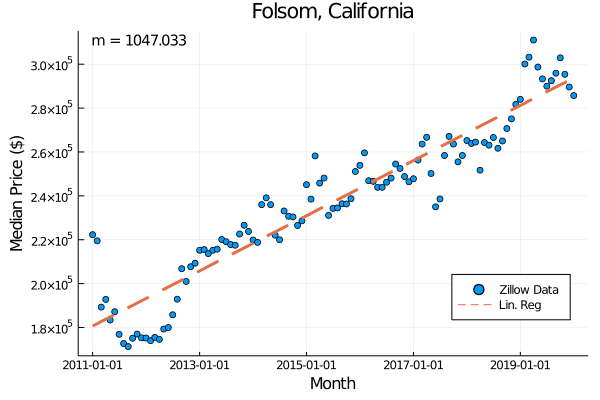 Folsom, California
m = 1047.033
Median Price ($)
3.0×10⁵
2.8×10⁵
2.6×10⁵
2.4×10⁵
2.2×10⁵
2.0×10⁵
1.8×10⁵
Zillow Data
Lin. Reg
2011-01-01 2013-01-01 2015-01-01 2017-01-01 2019-01-01
Month